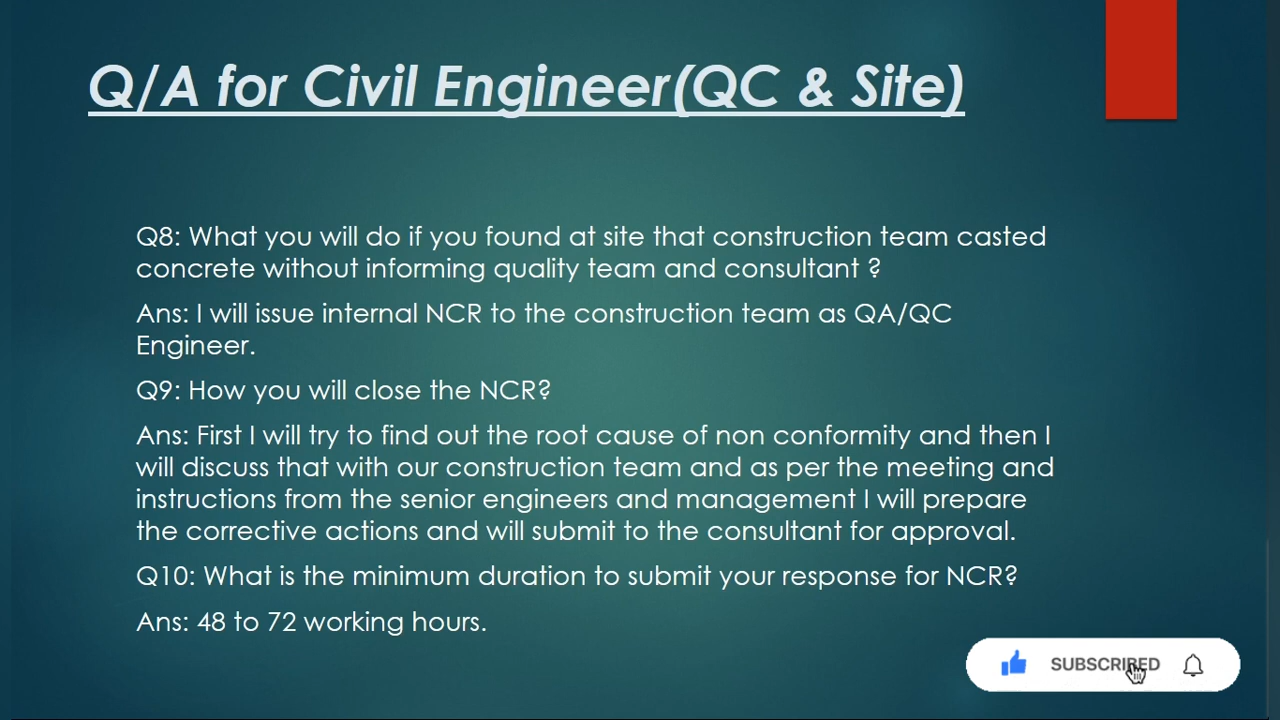 Q/A for Civil Engineer(QC & Site)
Q8: What you will do if you found at site that construction team casted
concrete without informing quality team and consultant ?
Ans: I will issue internal NCR to the construction team as QA/QC
Engineer.
Q9: How you will close the NCR?
Ans: First I will try to find out the root cause of non conformity and then I
will discuss that with our construction team and as per the meeting and
instructions from the senior engineers and management I will prepare
the corrective actions and will submit to the consultant for approval.
Q10: What is the minimum duration to submit your response for NCR?
Ans: 48 to 72 working hours.
SUBSCRIBED